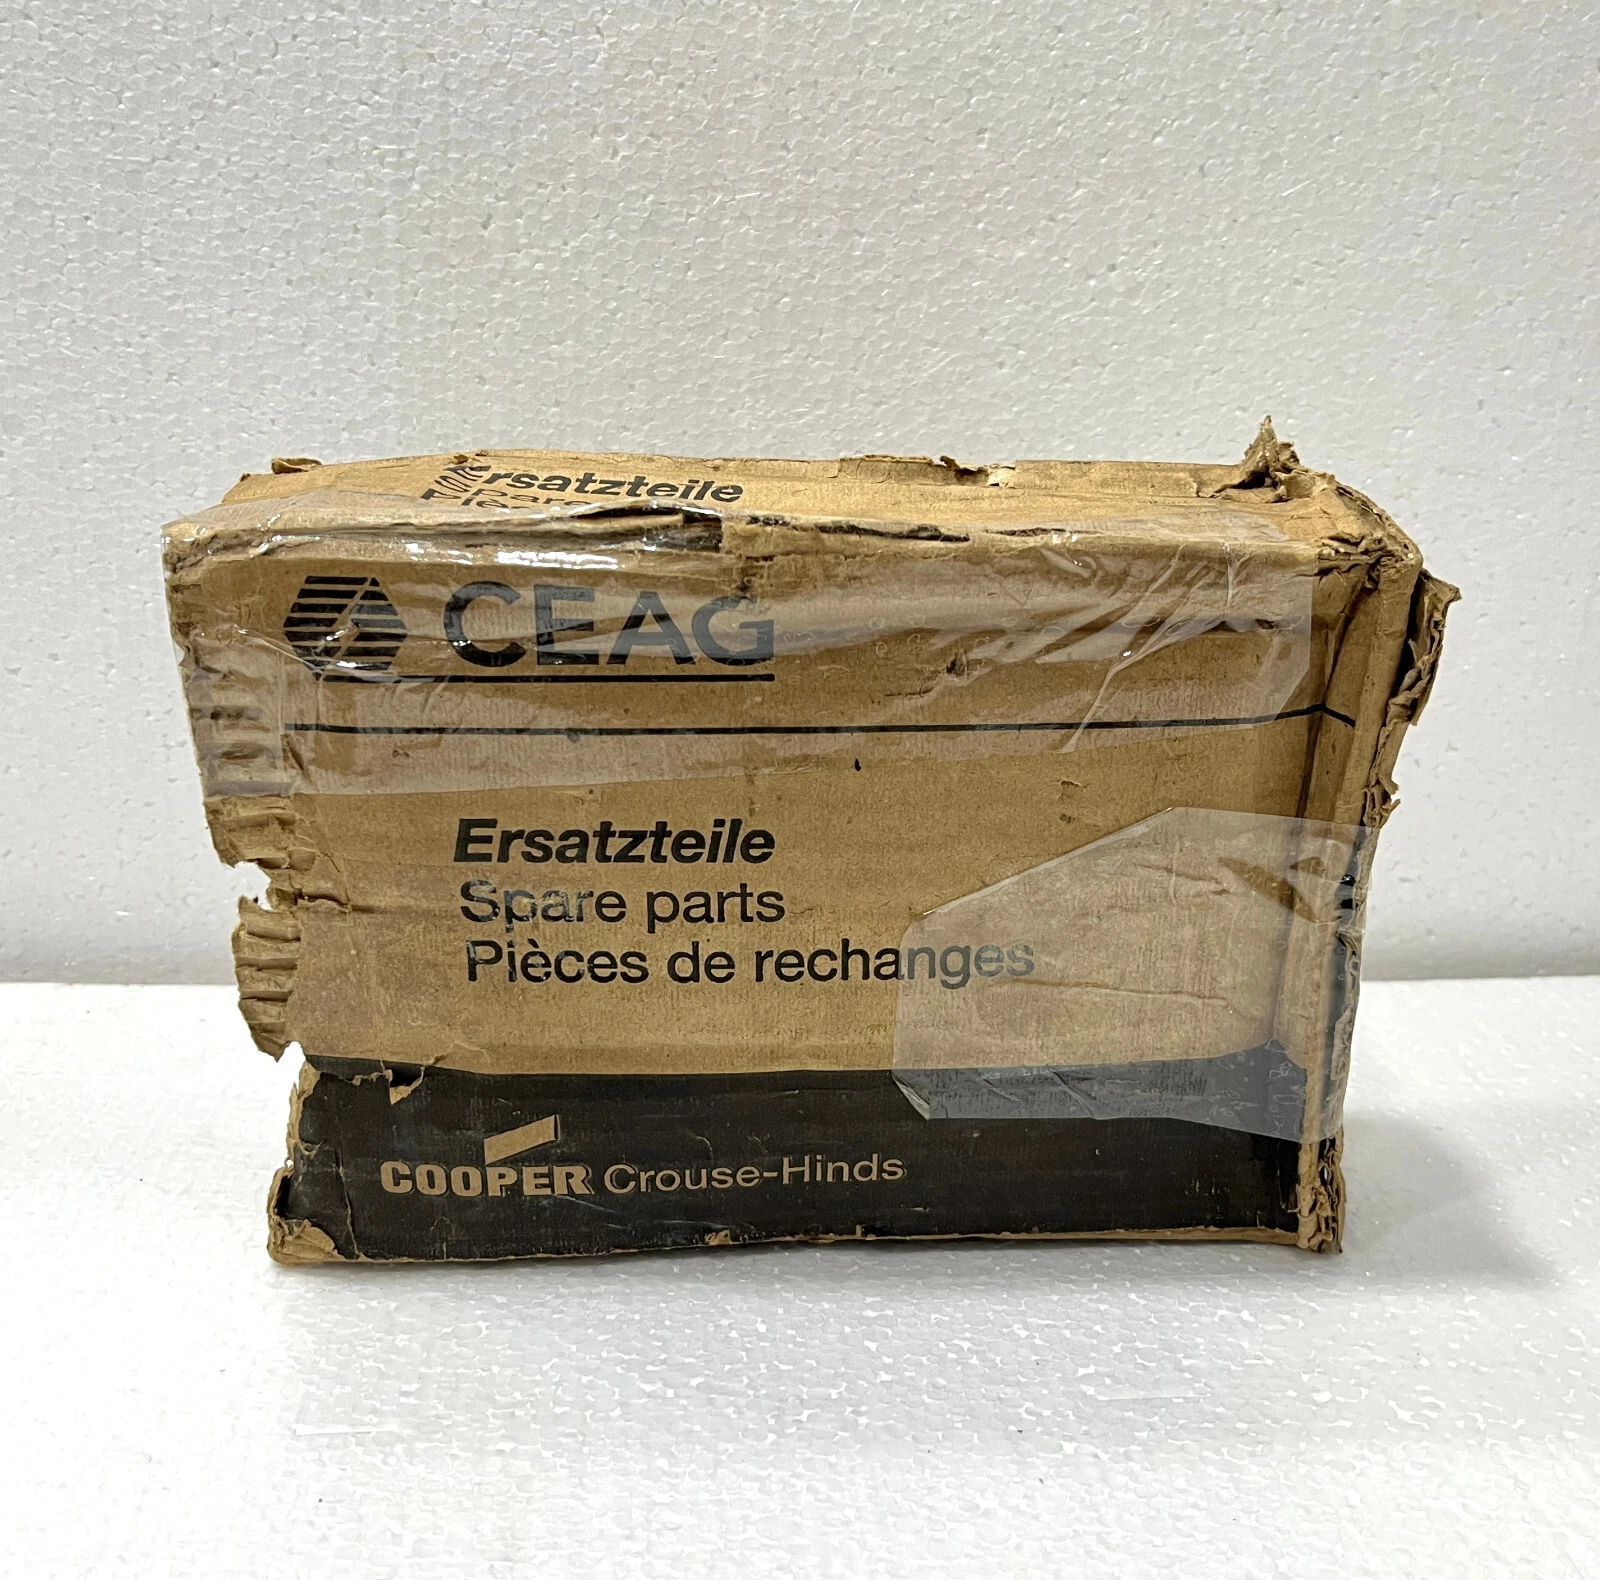 Ersatzteile
CEAG
Ersatzteile
Spare parts
Pièces de rechanges
COOPER Crouse-Hinds